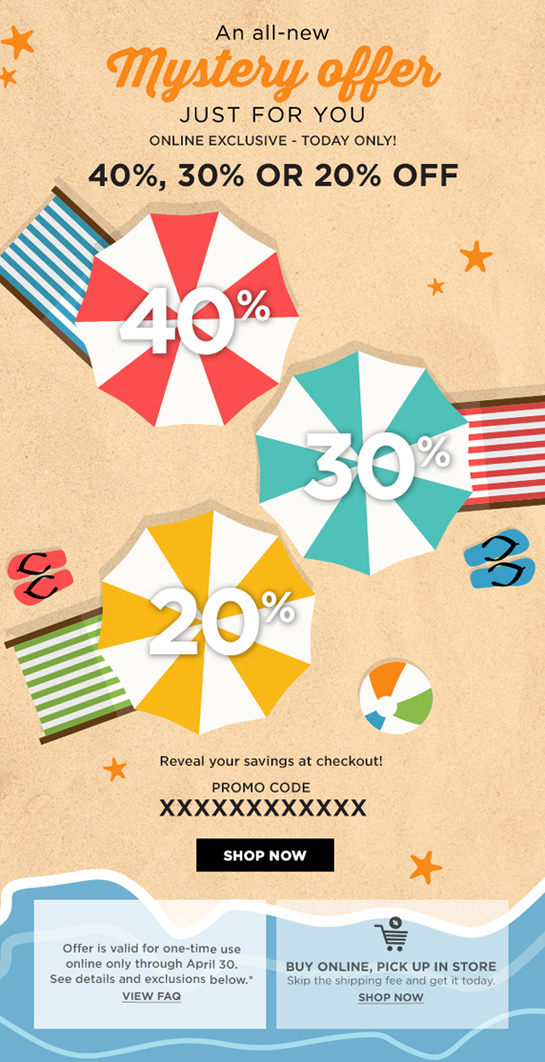 An all-new
Mystery offer
JUST FOR YOU
ONLINE EXCLUSIVE - TODAY ONLY!
40%, 30% OR 20% OFF
40%
30%
20%
Reveal your savings at checkout!
PROMO CODE
XXXXXXXXXXXX
SHOP NOW
Offer is valid for one-time use
online only through April 30.
See details and exclusions below.*
VIEW FAQ
BUY ONLINE, PICK UP IN STORE
Skip the shipping fee and get it today.
SHOP NOW